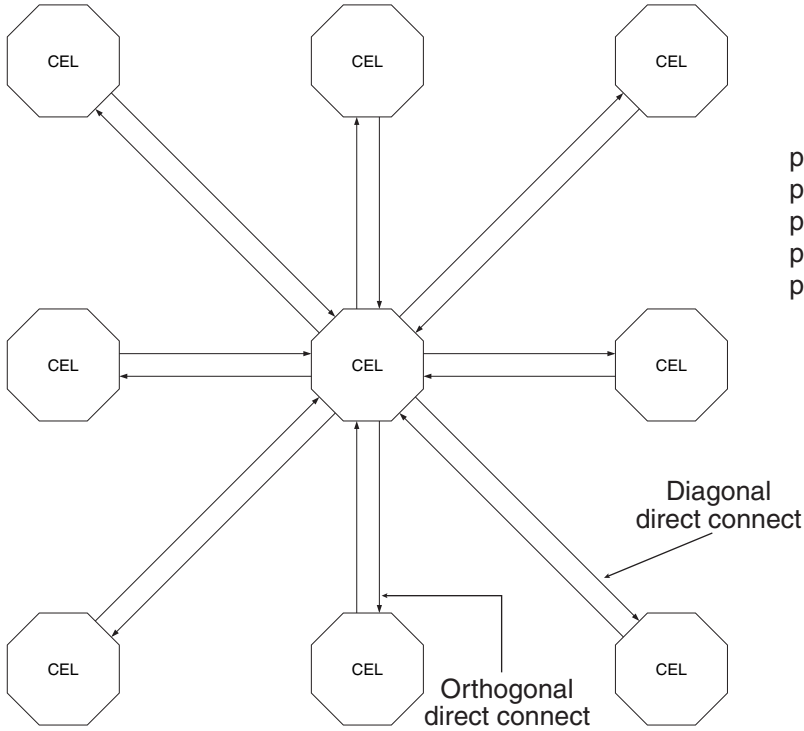 CEL CEL CEL
p
p
p
p
p
CEL CEL CEL
Diagonal
direct connect
CEL CEL CEL
Orthogonal
direct connect